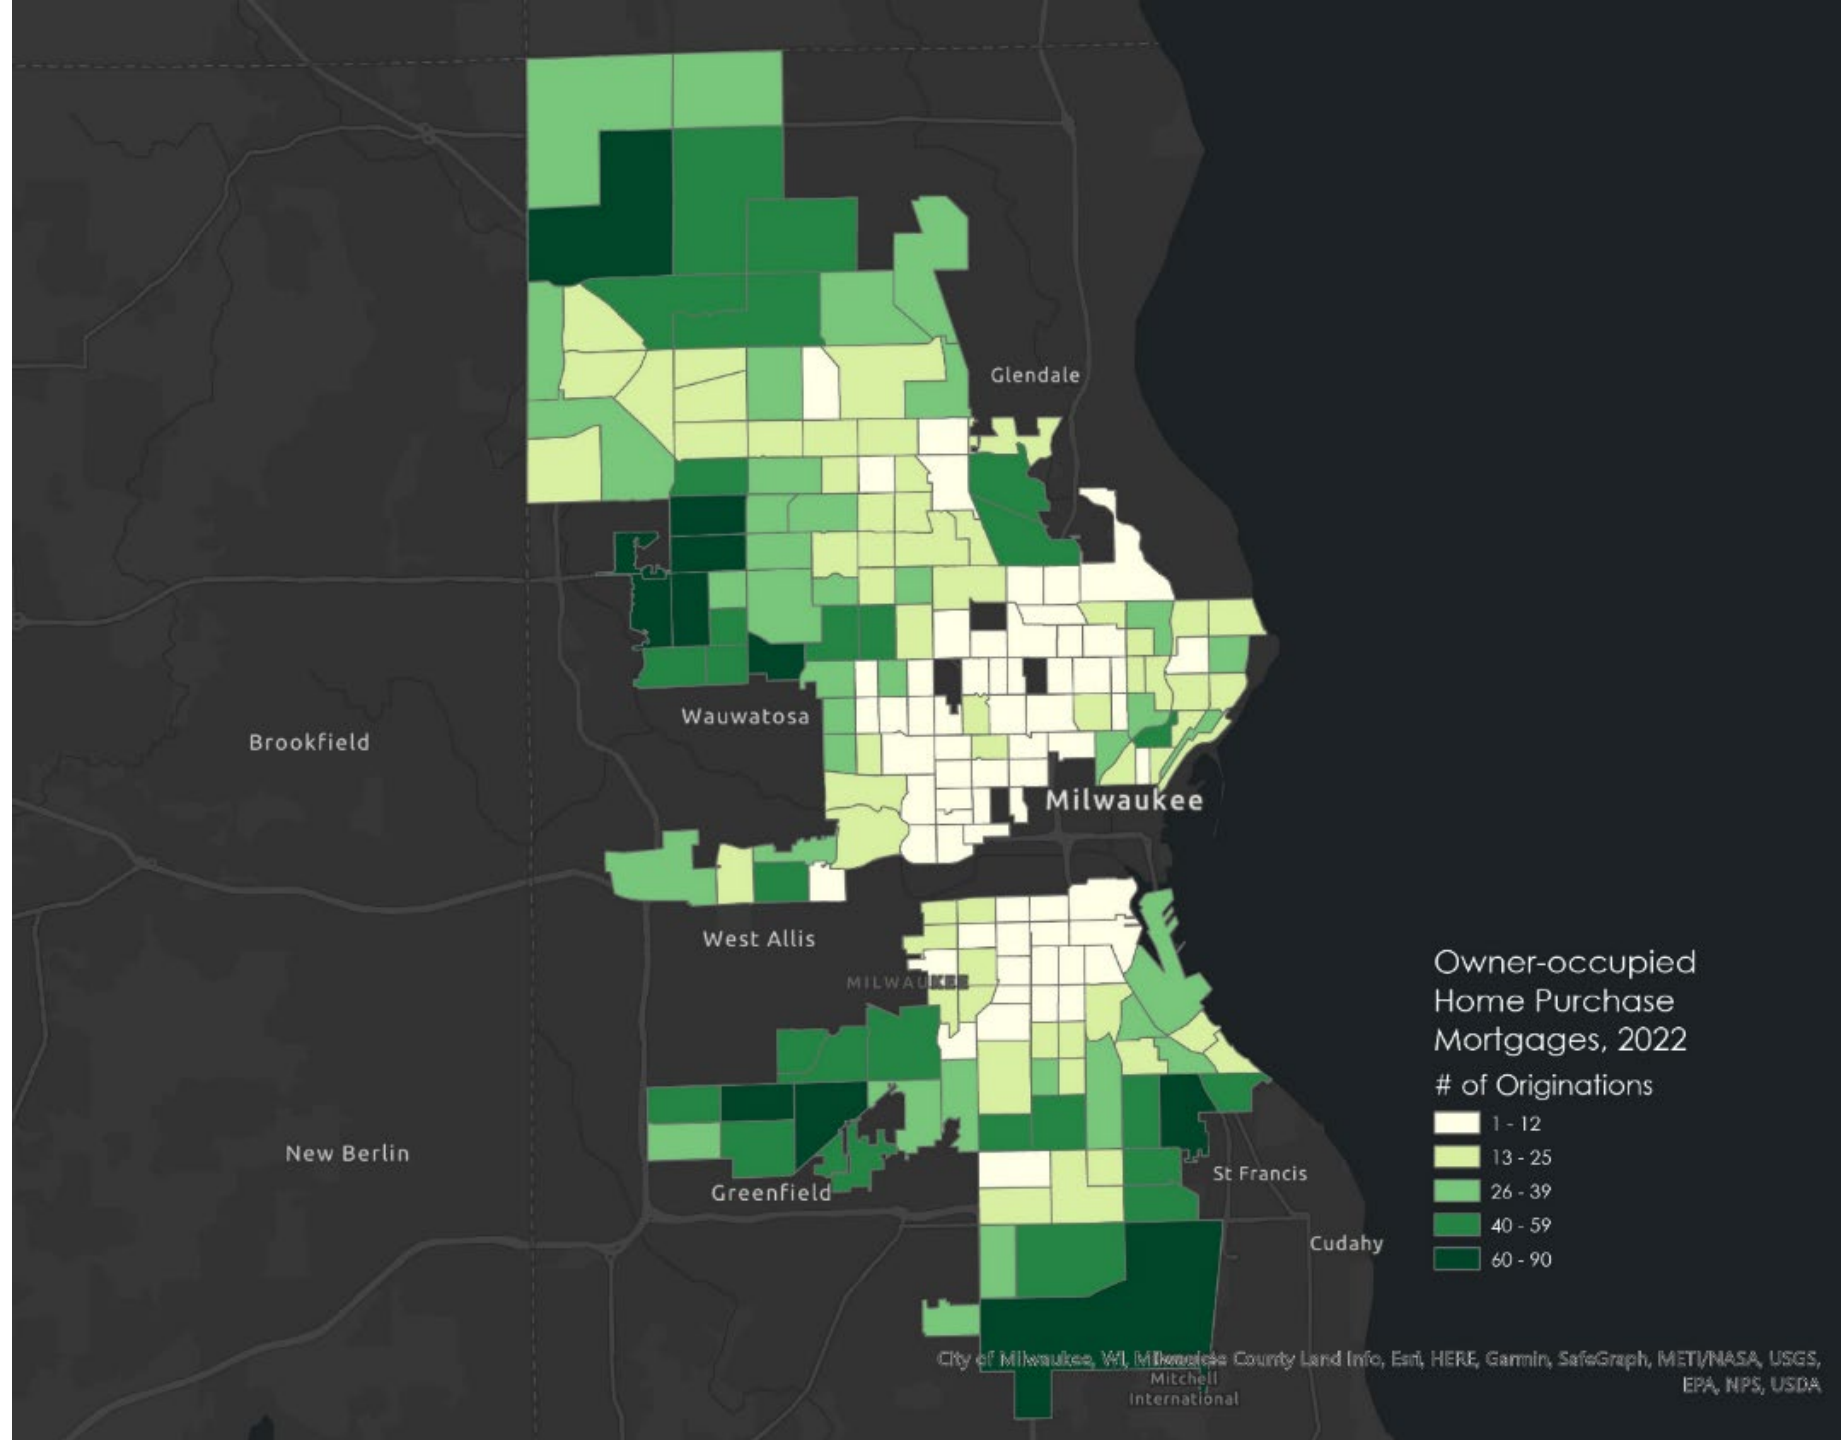 Glendale
Wauwatosa
Brookfield
Milwaukee
West Allis
MILWAUKEE
Owner-occupied
Home Purchase
Mortgages, 2022
# of Originations
1 - 12
13 - 25
26 - 39
40 - 59
60 - 90
New Berlin
St Francis
Greenfield
Cudahy
City of Milwaukee, WI, Milwaukee County Land Info, Esri, HERE, Garmin, SafeGraph, METI/NASA, USGS,
EPA, NPS, USDA
Mitchell
International